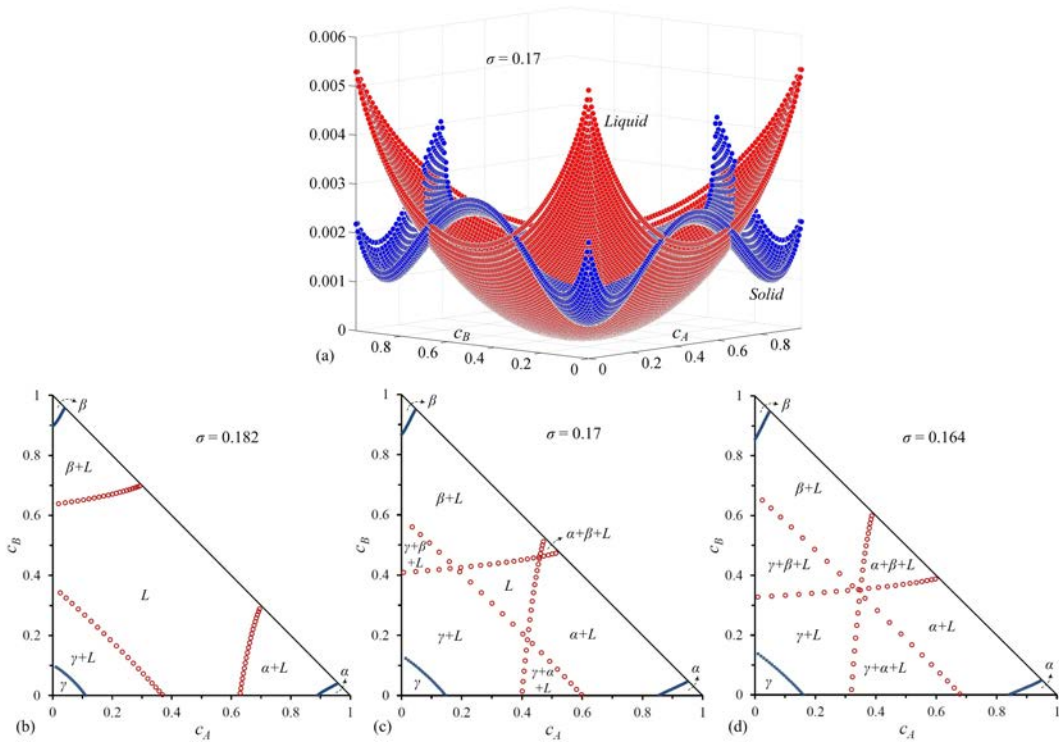 0.006
σ = 0.17
0.005
Liquid
0.004
0.003
0.002
0.001
Solid
0
c_B
c_A
0.8 0.6 0.4 0.2 0 0 0.2 0.4 0.6 0.8
(a)
1
β
σ = 0.182
0.8
β+L
0.6
c_B
L
0.4
0.2
γ+L
α+L
α
γ
0
0 0.2 0.4 0.6 0.8 1
(b)
c_A
1
β
σ = 0.17
0.8
β+L
0.6
α+β+L
γ+β
+L
c_B
0.4
L
γ+L
α+L
0.2
γ+α
+L
α
γ
0
0 0.2 0.4 0.6 0.8 1
(c)
c_A
1
β
σ = 0.164
0.8
β+L
0.6
c_B
γ+β+L
α+β+L
0.4
γ+L
α+L
0.2
γ+α+L
α
γ
0
0 0.2 0.4 0.6 0.8 1
(d)
c_A